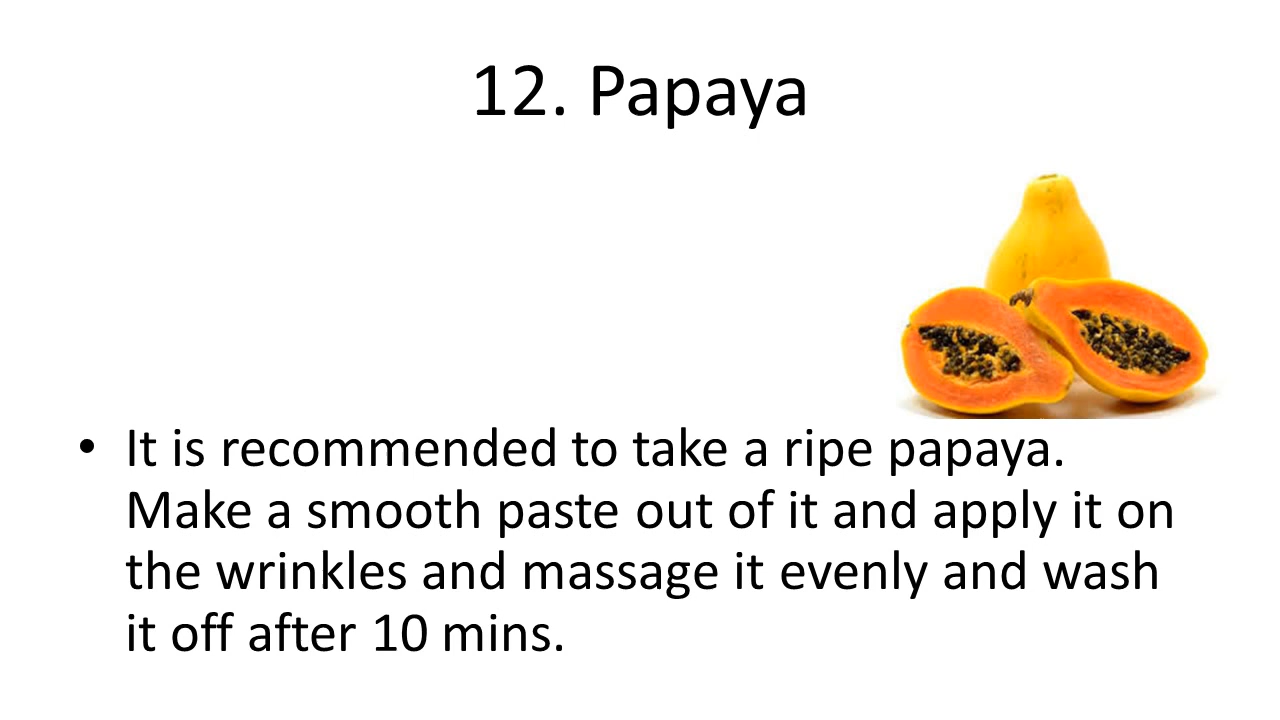 12. Papaya
• It is recommended to take a ripe papaya.
Make a smooth paste out of it and apply it on
the wrinkles and massage it evenly and wash
it off after 10 mins.